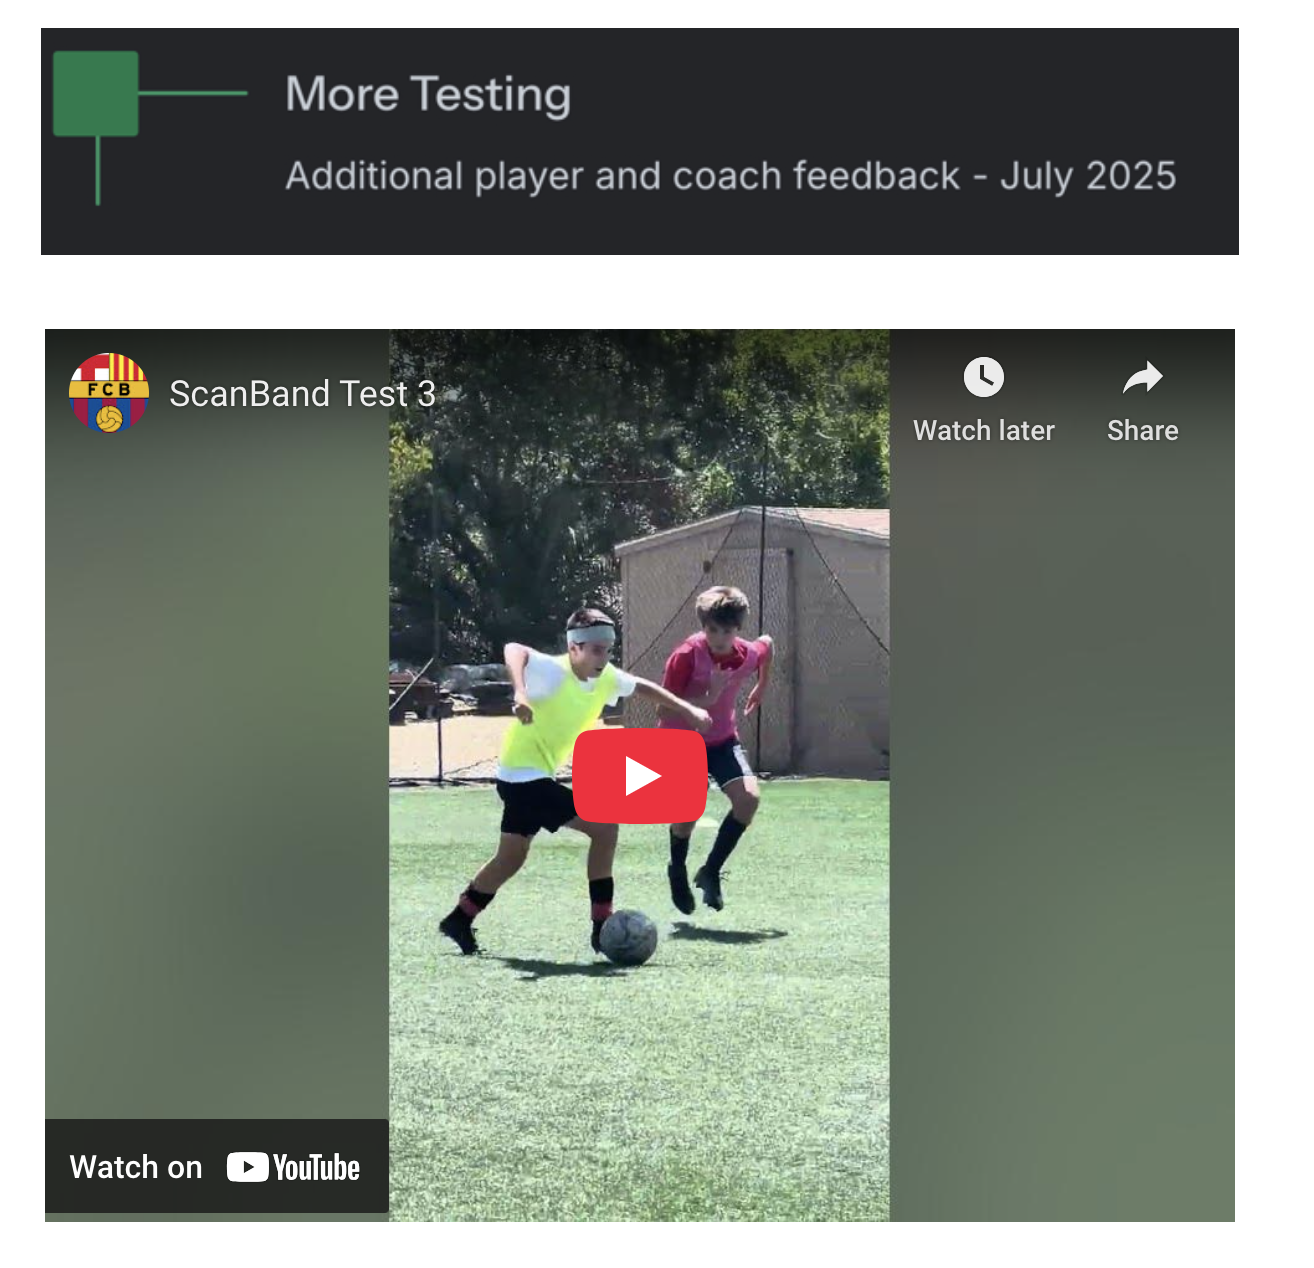 More Testing
Additional player and coach feedback - July 2025
FCB
ScanBand Test 3
Watch later
Share
Watch on YouTube